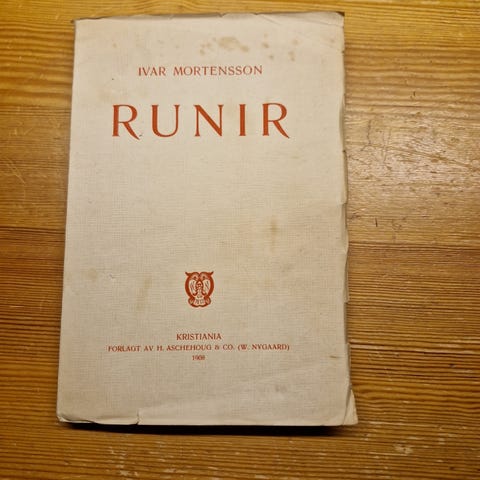 IVAR MORTENSSON
RUNIR
KRISTIANIA
FORLAGT AV H. ASCHEHOUG & CO. (W. NYGAARD)
1908